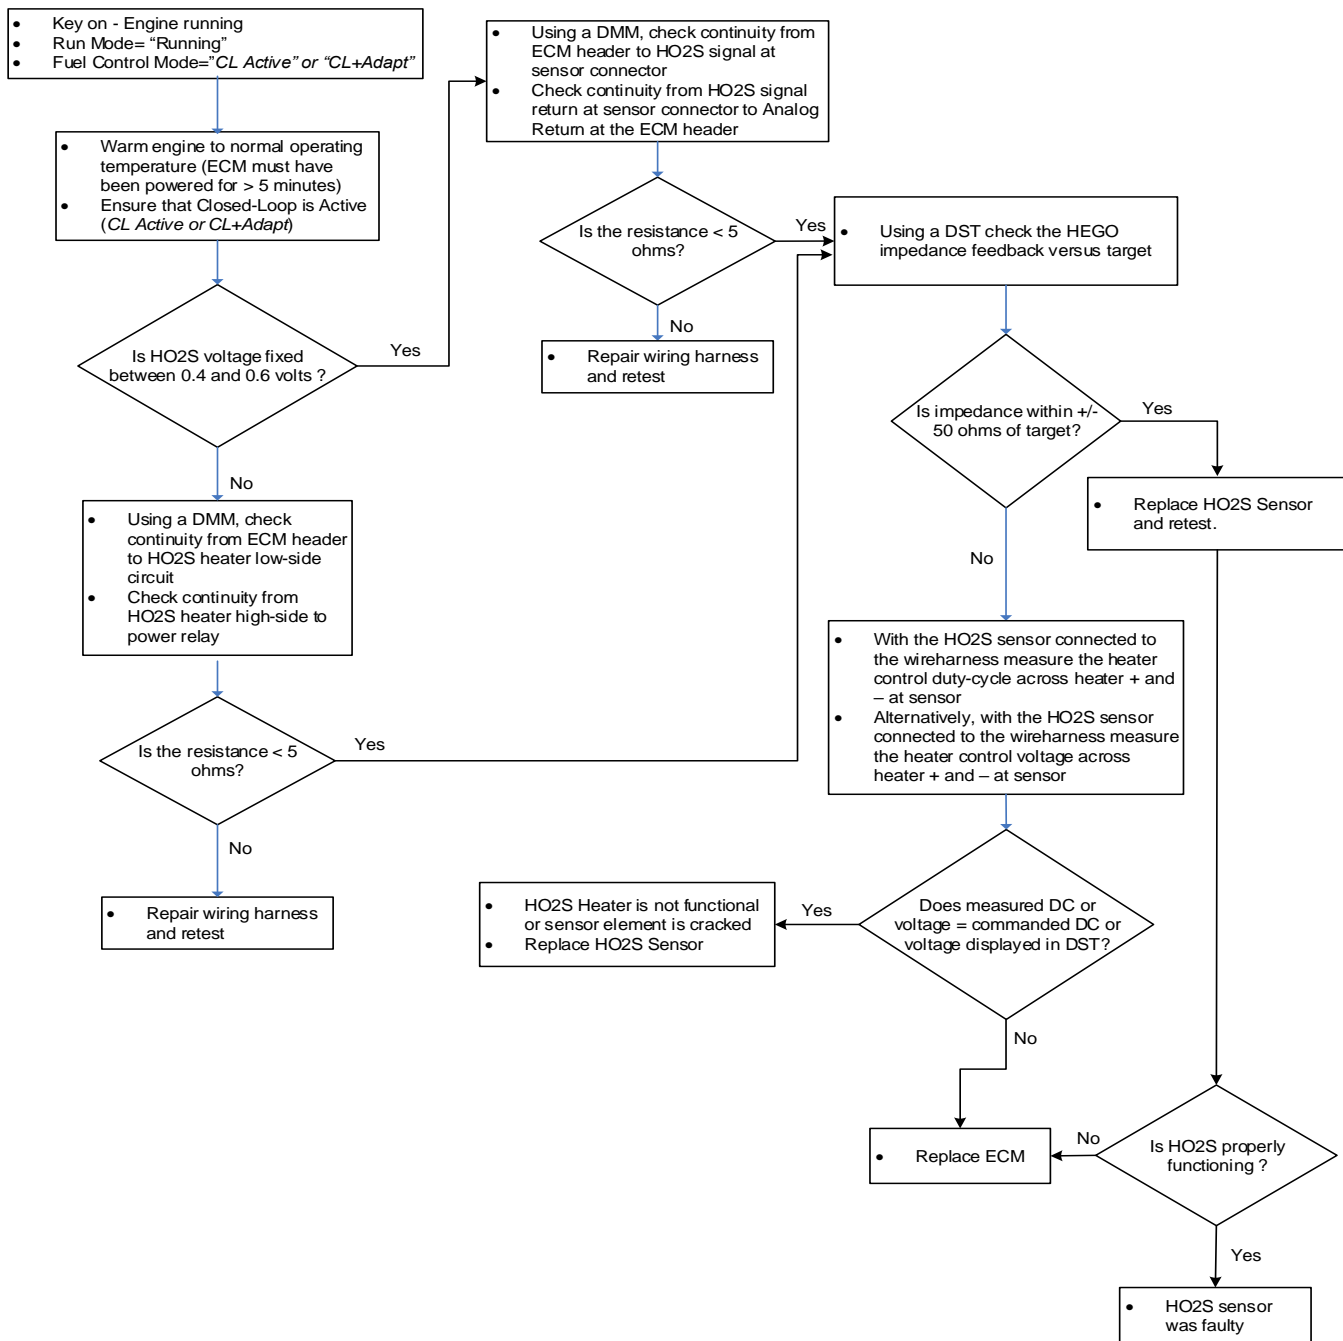 • Key on - Engine running
• Run Mode= “Running”
• Fuel Control Mode=”CL Active” or “CL+Adapt”
• Warm engine to normal operating
temperature (ECM must have
been powered for > 5 minutes)
• Ensure that Closed-Loop is Active
(CL Active or CL+Adapt)
Is HO2S voltage fixed
between 0.4 and 0.6 volts ?
Yes
No
• Using a DMM, check
continuity from ECM header
to HO2S heater low-side
circuit
• Check continuity from
HO2S heater high-side to
power relay
Is the resistance < 5
ohms?
Yes
No
• Repair wiring harness
and retest
• Using a DMM, check continuity from
ECM header to HO2S signal at
sensor connector
• Check continuity from HO2S signal
return at sensor connector to Analog
Return at the ECM header
Is the resistance < 5
ohms?
Yes
No
• Repair wiring harness
and retest
• Using a DST check the HEGO
impedance feedback versus target
Is impedance within +/-
50 ohms of target?
Yes
No
• Replace HO2S Sensor
and retest.
• With the HO2S sensor connected to
the wireharness measure the heater
control duty-cycle across heater + and
– at sensor
• Alternatively, with the HO2S sensor
connected to the wireharness measure
the heater control voltage across
heater + and – at sensor
Does measured DC or
voltage = commanded DC or
voltage displayed in DST?
Yes
• HO2S Heater is not functional
or sensor element is cracked
• Replace HO2S Sensor
No
• Replace ECM
No
Is HO2S properly
functioning ?
Yes
• HO2S sensor
was faulty